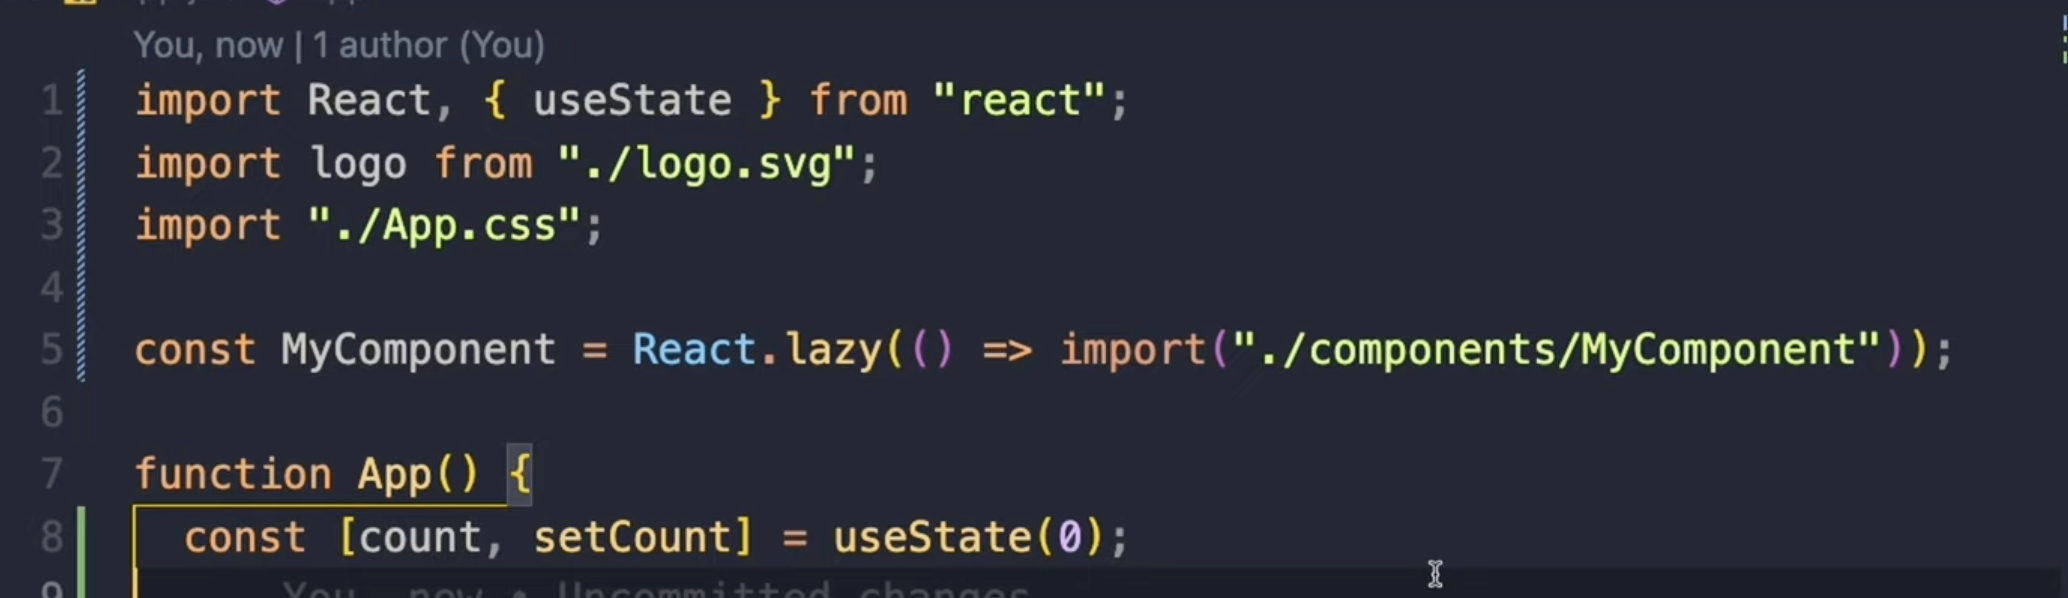 You, now | 1 author (You)
1 import React, { useState } from "react";
2 import logo from "./logo.svg";
3 import "./App.css";
4
5 const MyComponent = React.lazy(() => import("./components/MyComponent"));
6
7 function App() {
8 const [count, setCount] = useState(0);
9 You, now • Uncommitted changes